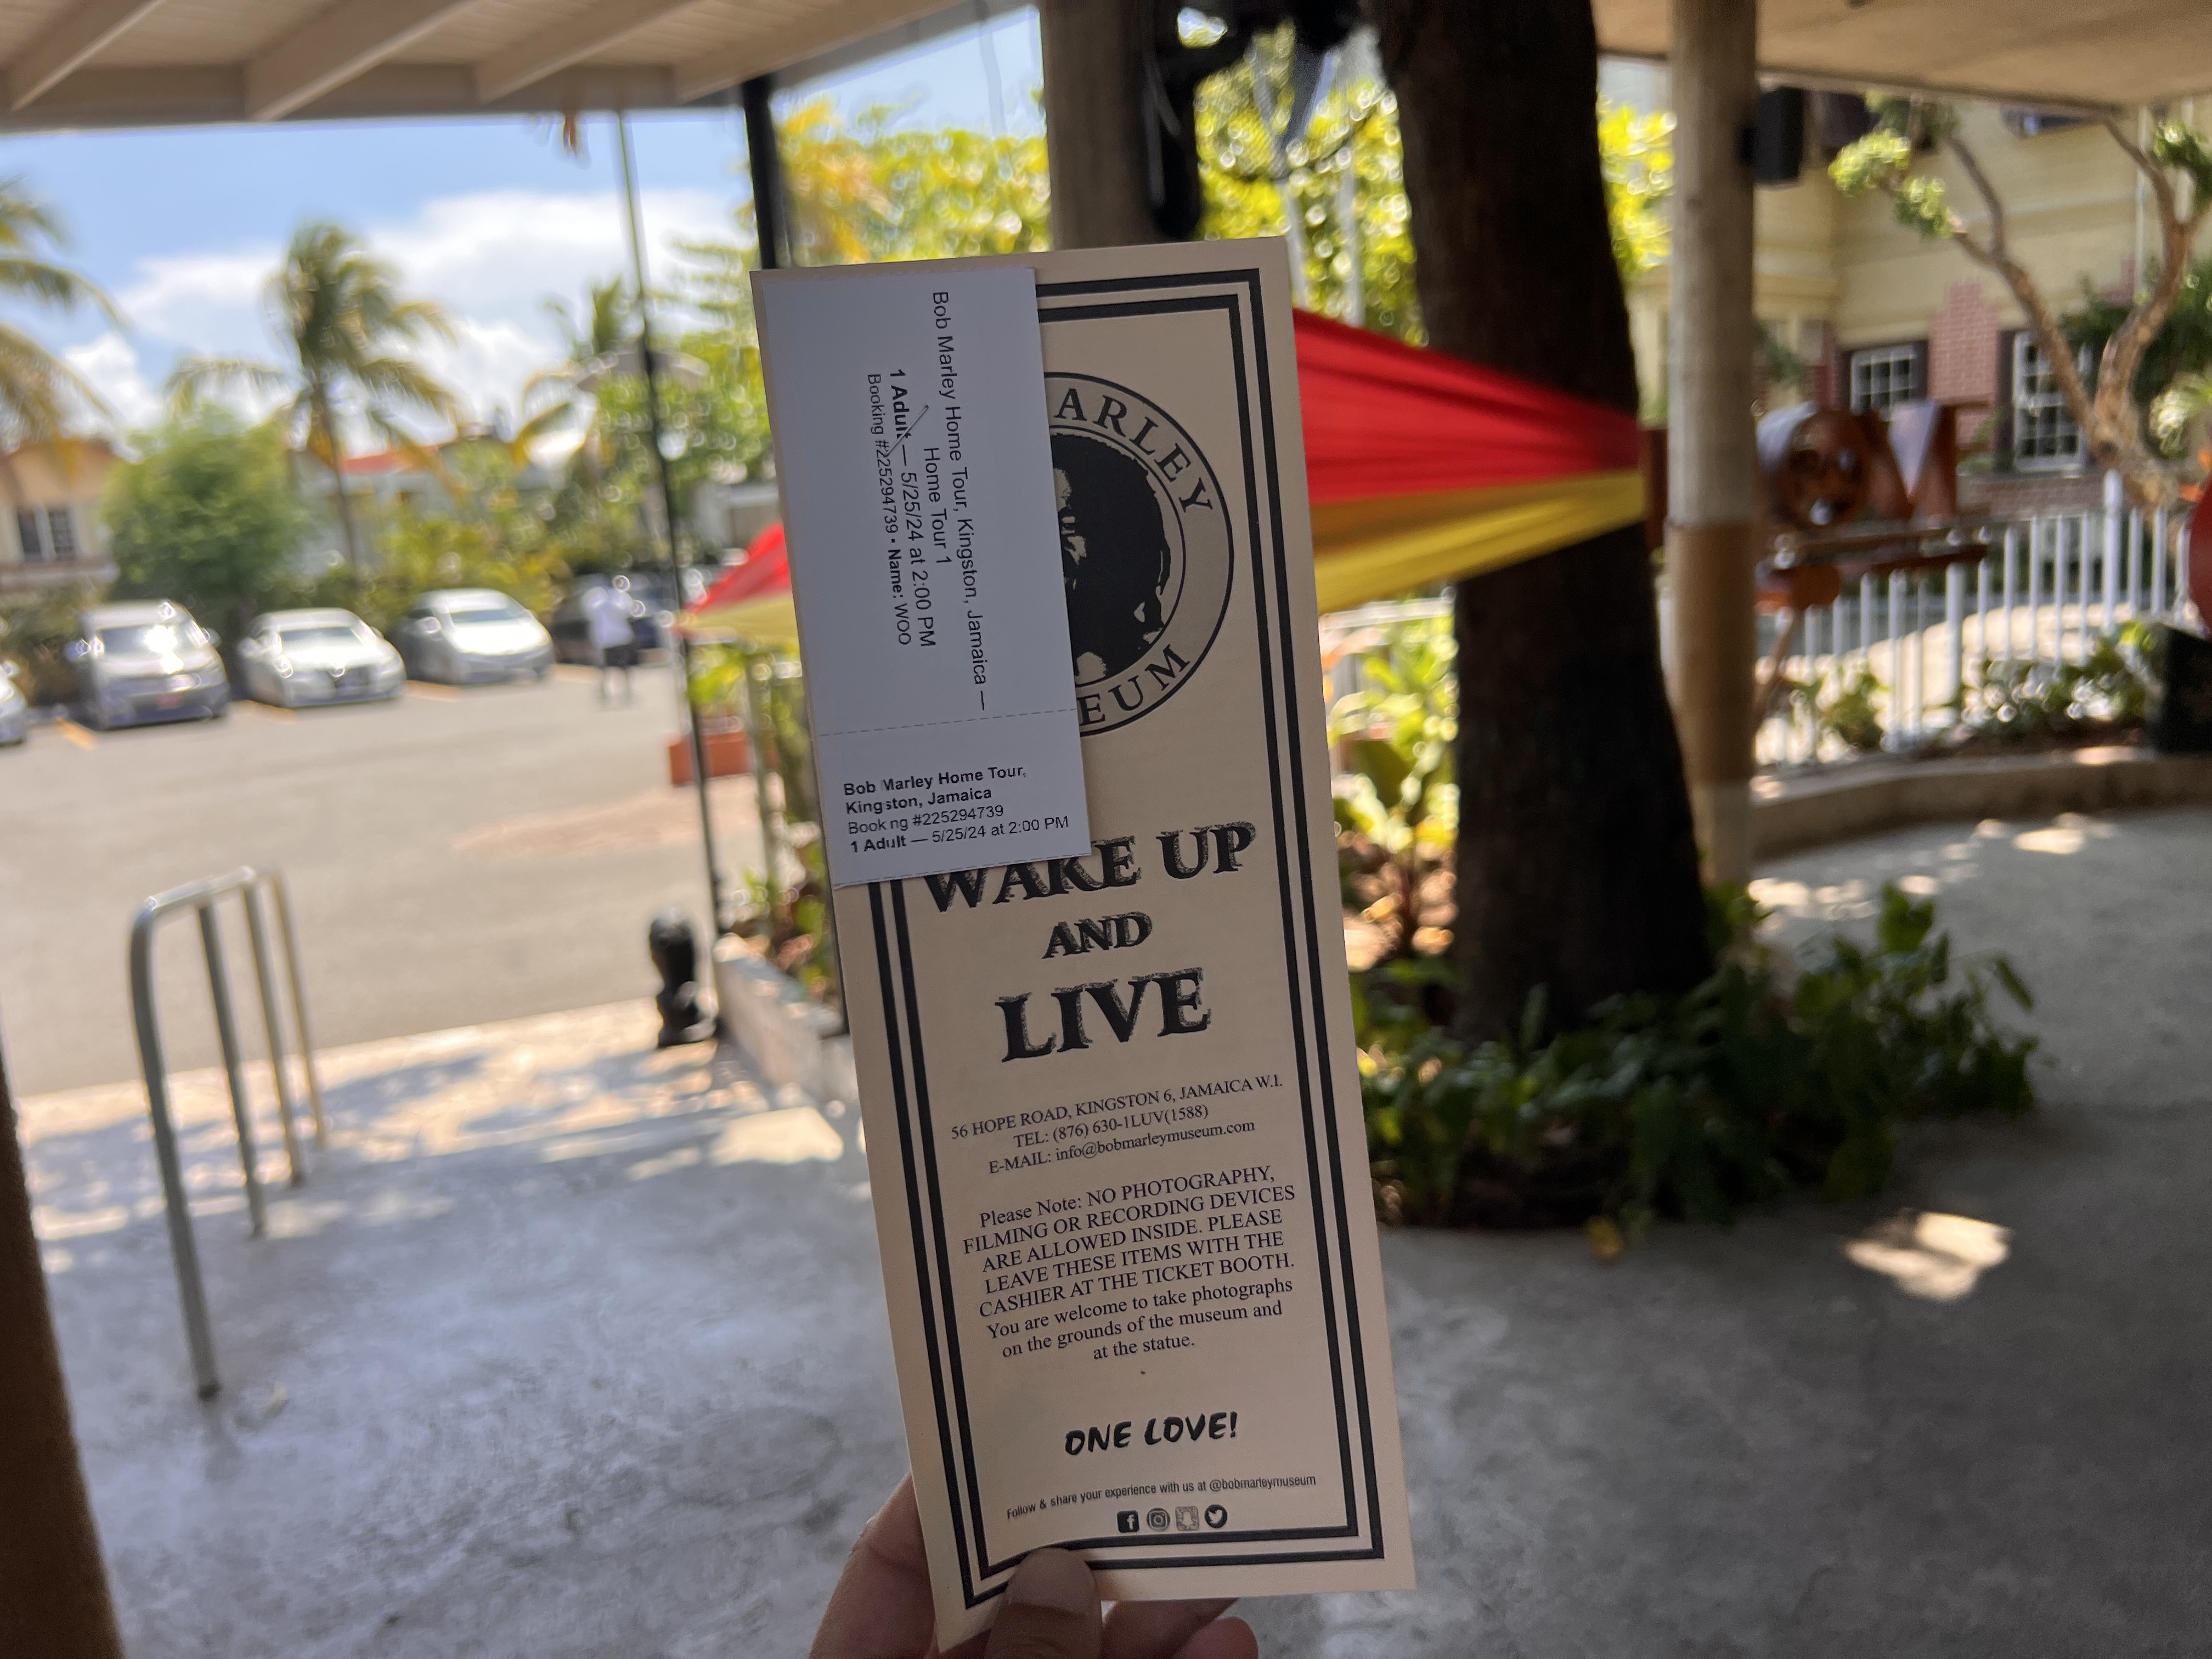 Bob Marley Home Tour, Kingston, Jamaica —
Home Tour 1
1 Adult — 5/25/24 at 2:00 PM
Booking #225294739 • Name: WOO
Bob Marley Home Tour,
Kingston, Jamaica
Book ng #225294739
1 Adult — 5/25/24 at 2:00 PM
ARLEY
EUM
WAKE UP
AND
LIVE
56 HOPE ROAD, KINGSTON 6, JAMAICA W.I.
TEL: (876) 630-1LUV(1588)
E-MAIL: info@bobmarleymuseum.com
Please Note: NO PHOTOGRAPHY,
FILMING OR RECORDING DEVICES
ARE ALLOWED INSIDE. PLEASE
LEAVE THESE ITEMS WITH THE
CASHIER AT THE TICKET BOOTH.
You are welcome to take photographs
on the grounds of the museum and
at the statue.
ONE LOVE!
Follow & share your experience with us at @bobmarleymuseum